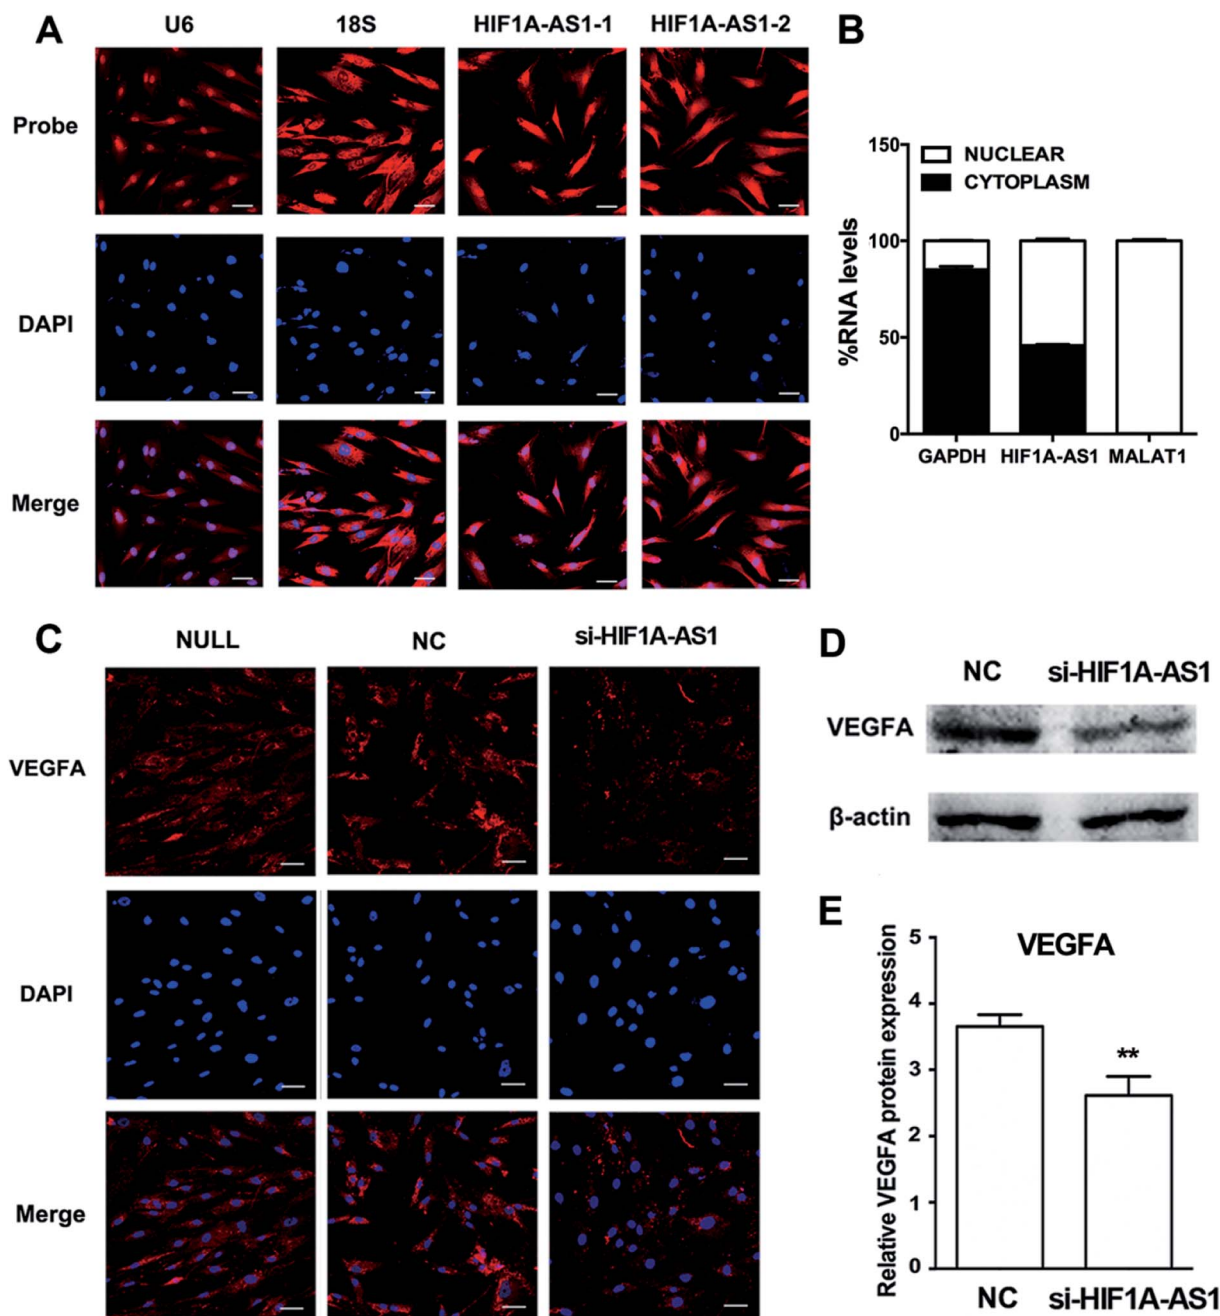 A
U6 18S HIF1A-AS1-1 HIF1A-AS1-2
Probe
DAPI
Merge
B
150
NUCLEAR
CYTOPLASM
100
50
0
%RNA levels
GAPDH HIF1A-AS1 MALAT1
C
NULL NC si-HIF1A-AS1
VEGFA
DAPI
Merge
D
NC si-HIF1A-AS1
VEGFA
β-actin
E
VEGFA
5
4
3
2
1
0
**
Relative VEGFA protein expression
NC si-HIF1A-AS1